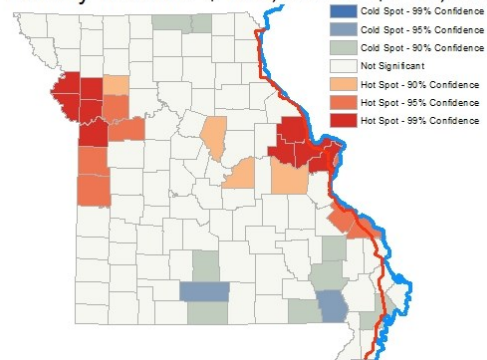 Cold Spot - 99% Confidence
Cold Spot - 95% Confidence
Cold Spot - 90% Confidence
Not Significant
Hot Spot - 90% Confidence
Hot Spot - 95% Confidence
Hot Spot - 99% Confidence